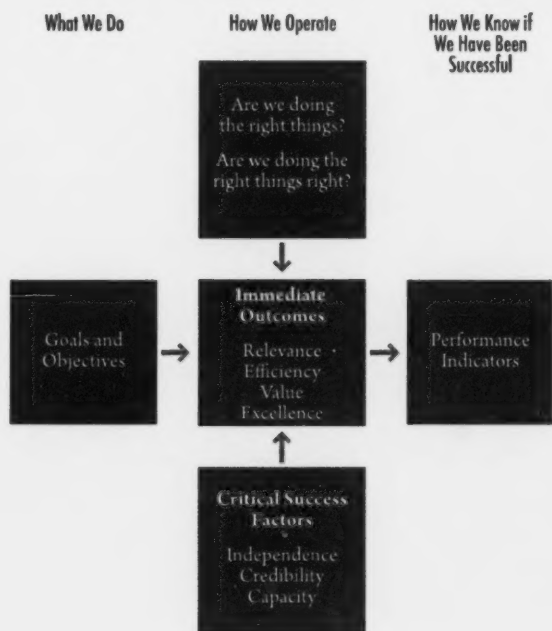 What We Do
How We Operate
How We Know if
We Have Been
Successful
Are we doing
the right things?
Are we doing the
right things right?
Goals and
Objectives
Immediate
Outcomes
Relevance
Efficiency
Value
Excellence
Performance
Indicators
Critical Success
Factors
Independence
Credibility
Capacity